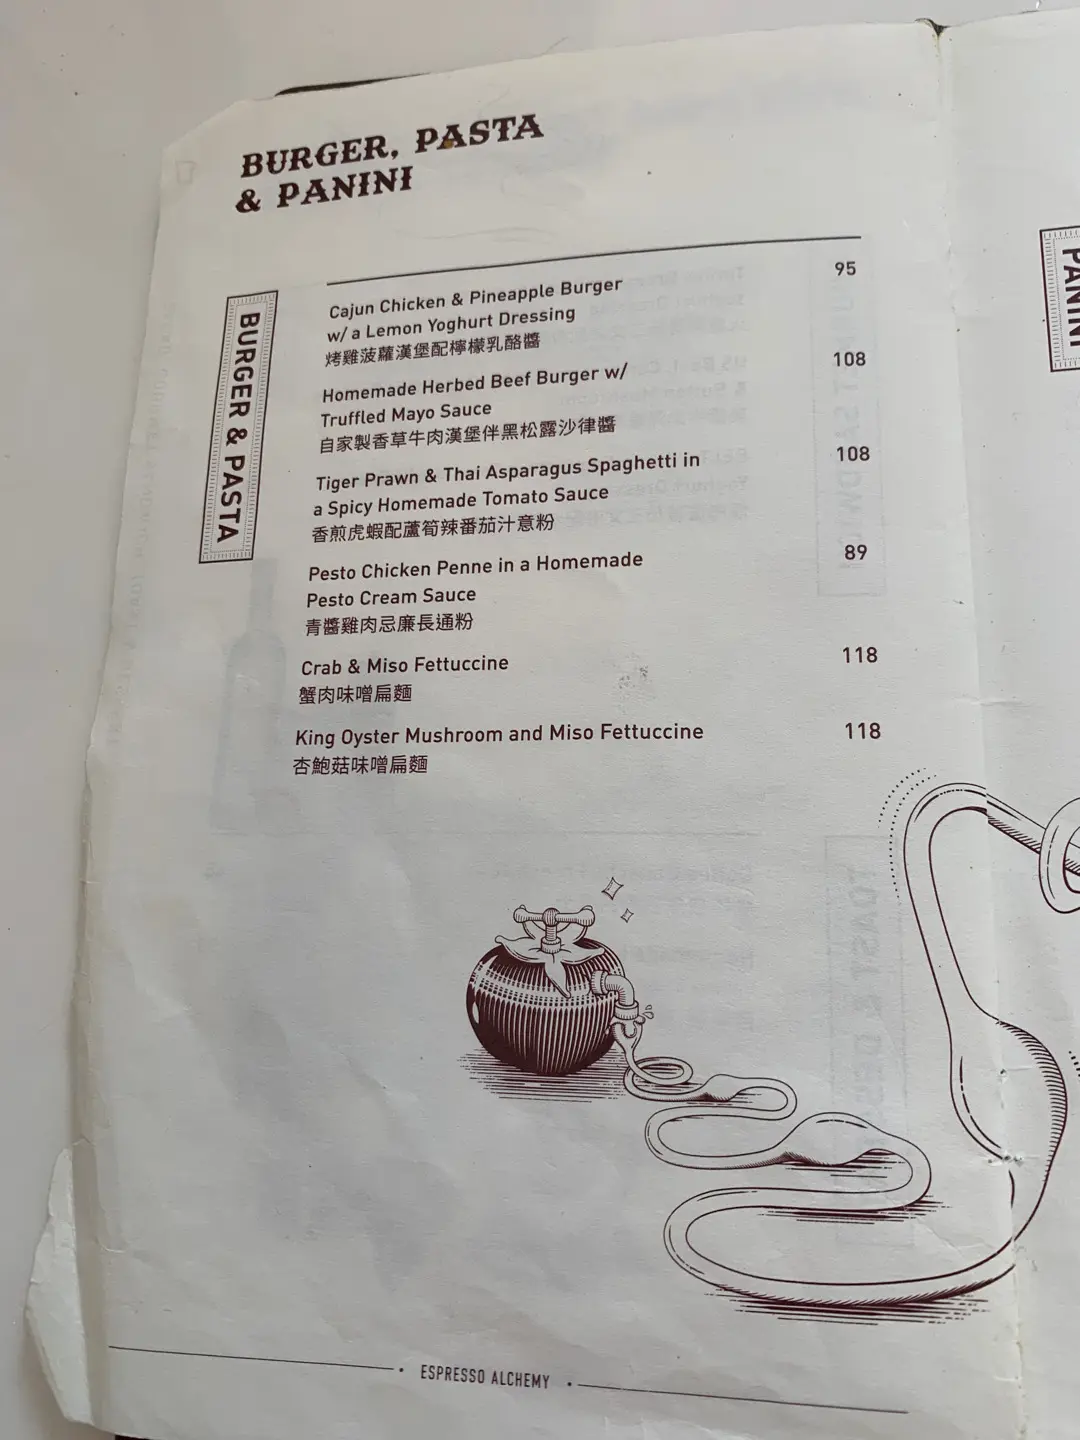 BURGER, PASTA
& PANINI
BURGER & PASTA
Cajun Chicken & Pineapple Burger 95
w/ a Lemon Yoghurt Dressing
烤雞菠蘿漢堡配檸檬乳酪醬
Homemade Herbed Beef Burger w/ 108
Truffled Mayo Sauce
自家製香草牛肉漢堡伴黑松露沙律醬
Tiger Prawn & Thai Asparagus Spaghetti in 108
a Spicy Homemade Tomato Sauce
香煎虎蝦配蘆筍辣番茄汁意粉
Pesto Chicken Penne in a Homemade 89
Pesto Cream Sauce
青醬雞肉忌廉長通粉
Crab & Miso Fettuccine 118
蟹肉味噌扁麵
King Oyster Mushroom and Miso Fettuccine 118
杏鮑菇味噌扁麵
PANINI
ESPRESSO ALCHEMY